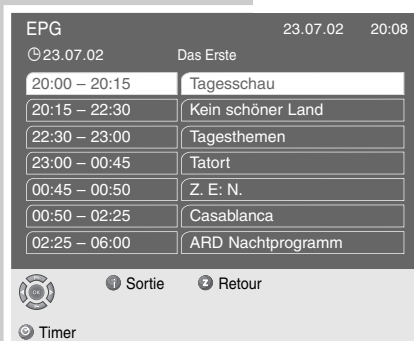 EPG 23.07.02 20:08
23.07.02 Das Erste
20:00 – 20:15 Tagesschau
20:15 – 22:30 Kein schöner Land
22:30 – 23:00 Tagesthemen
23:00 – 00:45 Tatort
00:45 – 00:50 Z. E: N.
00:50 – 02:25 Casablanca
02:25 – 06:00 ARD Nachtprogramm
OK i Sortie z Retour
Timer